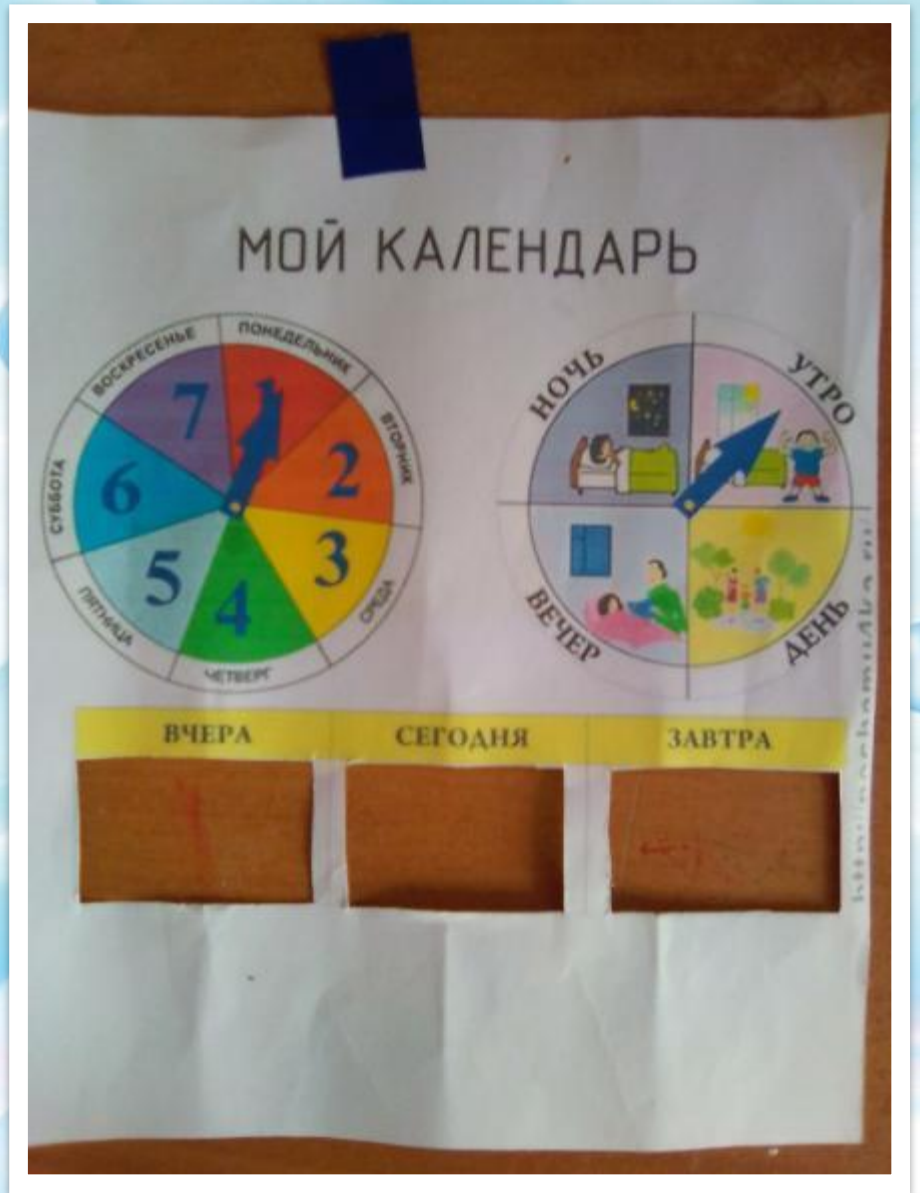 МОЙ КАЛЕНДАРЬ
ПОНЕДЕЛЬНИК
1
ВТОРНИК
2
СРЕДА
3
ЧЕТВЕРГ
4
ПЯТНИЦА
5
СУББОТА
6
ВОСКРЕСЕНЬЕ
7
НОЧЬ
УТРО
ВЕЧЕР
ДЕНЬ
ВЧЕРА СЕГОДНЯ ЗАВТРА